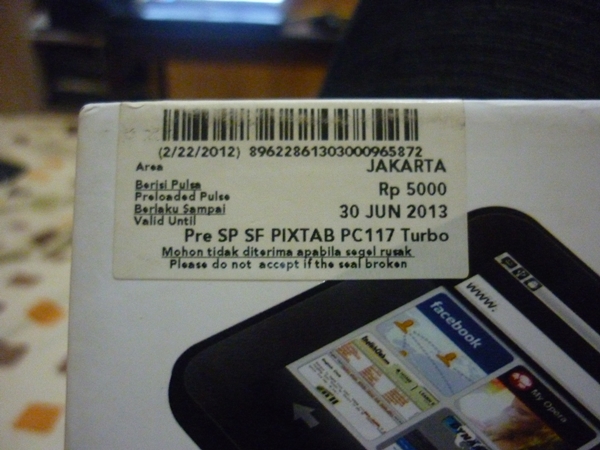 (2/22/2012) 89622861303000965872
Area JAKARTA
Berisi Pulsa
Preloaded Pulse Rp 5000
Berlaku Sampai
Valid Until 30 JUN 2013
Pre SP SF PIXTAB PC117 Turbo
Mohon tidak diterima apabila segel rusak
Please do not accept if the seal broken
www.
facebook
My Opera